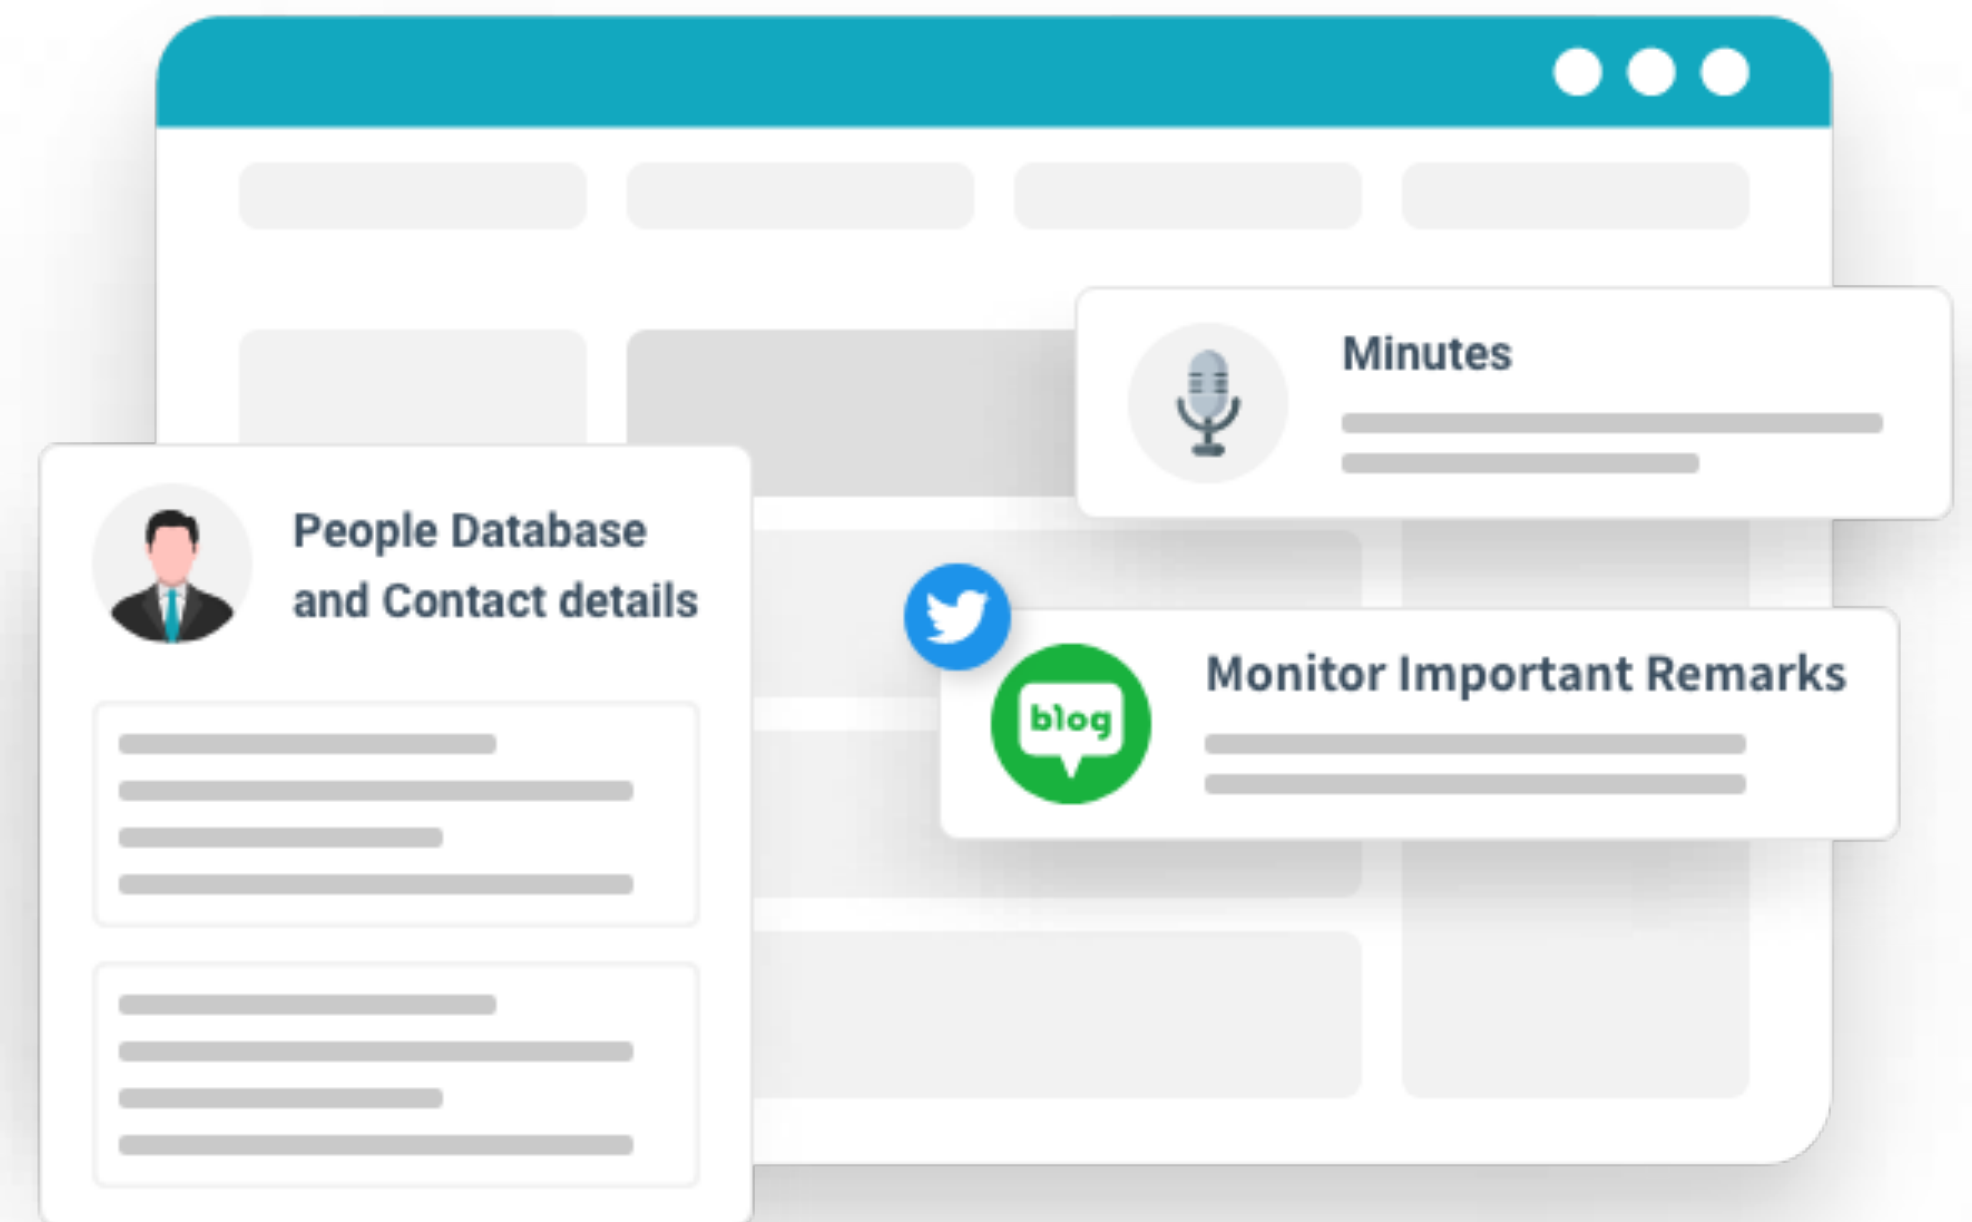 Minutes
People Database
and Contact details
blog
Monitor Important Remarks